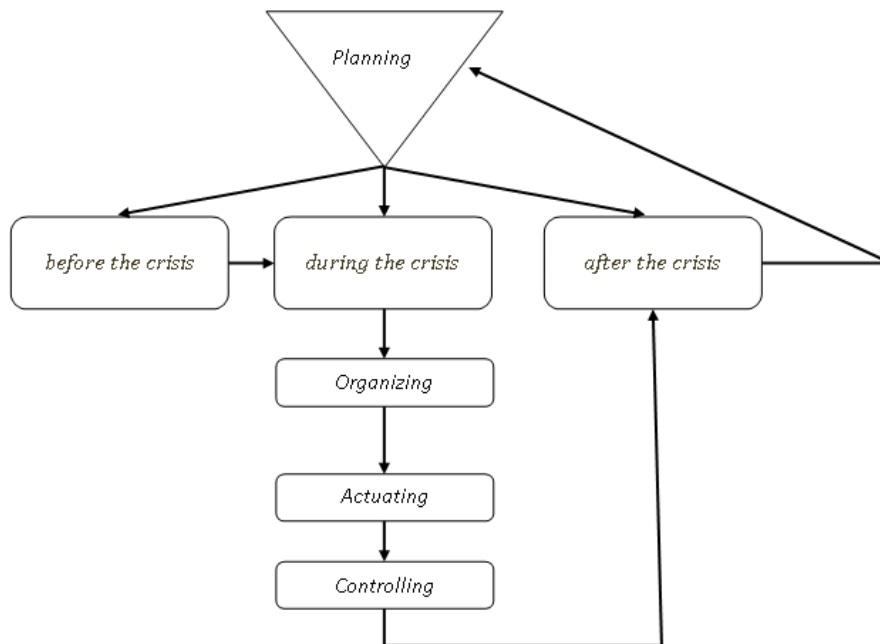 Planning
before the crisis
during the crisis
after the crisis
Organizing
Actuating
Controlling